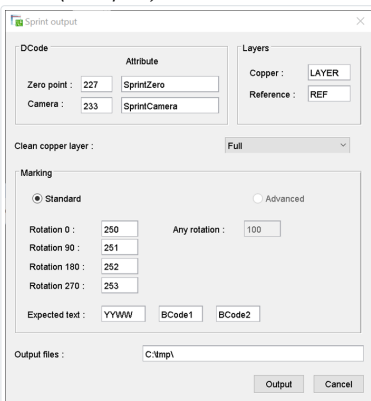 Sprint output
DCode
Attribute
Zero point : 227 SprintZero
Camera : 233 SprintCamera
Layers
Copper : LAYER
Reference : REF
Clean copper layer : Full
Marking
Standard Advanced
Rotation 0 : 250 Any rotation : 100
Rotation 90 : 251
Rotation 180 : 252
Rotation 270 : 253
Expected text : YYWW BCode1 BCode2
Output files : C:\tmp\
Output Cancel